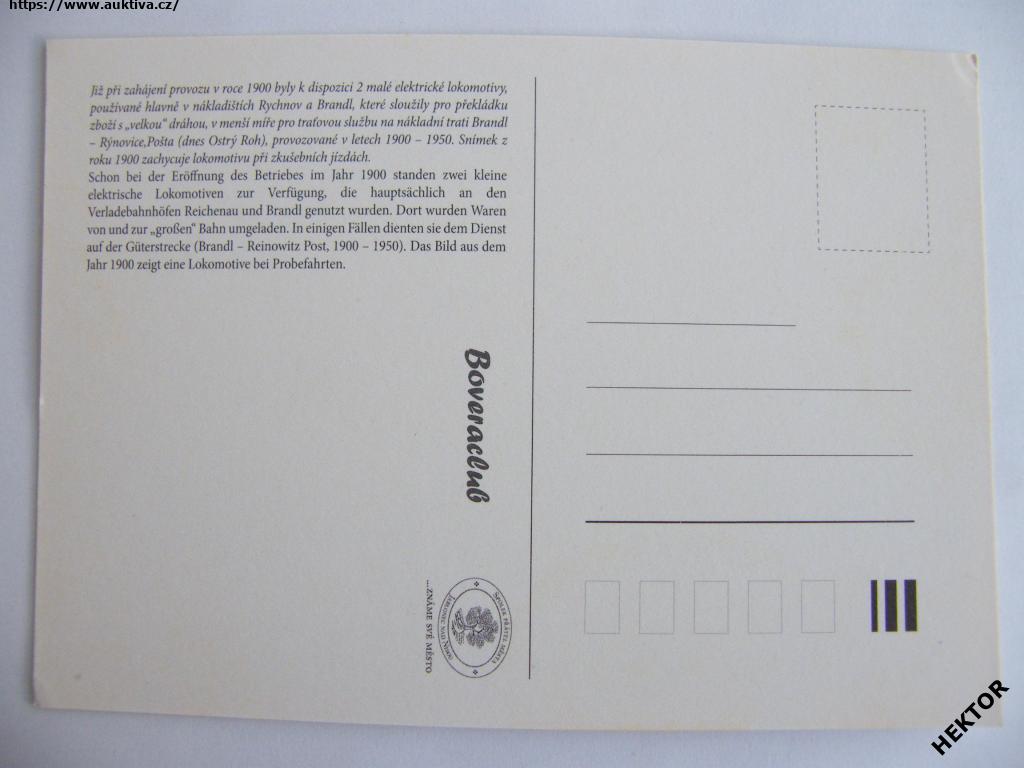 https://www.auktiva.cz/
Již při zahájení provozu v roce 1900 byly k dispozici 2 malé elektrické lokomotivy,
používané hlavně v nákladištích Rychnov a Brandl, které sloužily pro překládku
zboží s „velkou“ dráhou, v menší míře pro traťovou službu na nákladní trati Brandl
– Rýnovice,Pošta (dnes Ostrý Roh), provozované v letech 1900 – 1950. Snímek z
roku 1900 zachycuje lokomotivu při zkušebních jízdách.
Schon bei der Eröffnung des Betriebes im Jahr 1900 standen zwei kleine
elektrische Lokomotiven zur Verfügung, die hauptsächlich an den
Verladebahnhöfen Reichenau und Brandl genutzt wurden. Dort wurden Waren
von und zur „großen“ Bahn umgeladen. In einigen Fällen dienten sie dem Dienst
auf der Güterstrecke (Brandl – Reinowitz Post, 1900 – 1950). Das Bild aus dem
Jahr 1900 zeigt eine Lokomotive bei Probefahrten.
Boveraclub
Spolek přátel města
Jablonec nad Nisou
...ZNÁME SVÉ MĚSTO
HEKTOR